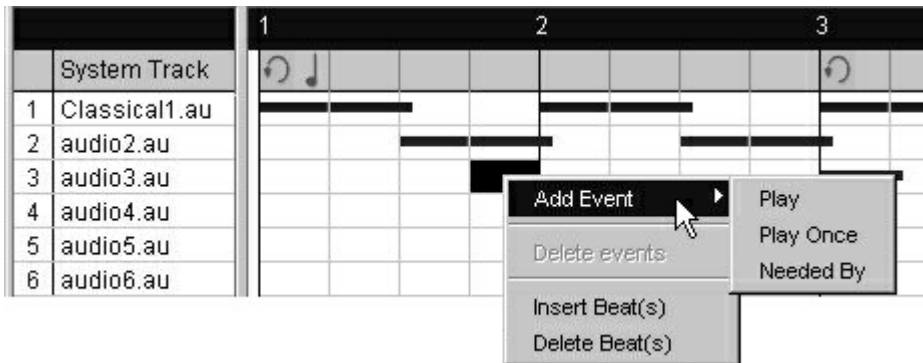 1 2 3
System Track
1 Classical1.au
2 audio2.au
3 audio3.au
4 audio4.au
5 audio5.au
6 audio6.au
Add Event
Delete events
Insert Beat(s)
Delete Beat(s)
Play
Play Once
Needed By